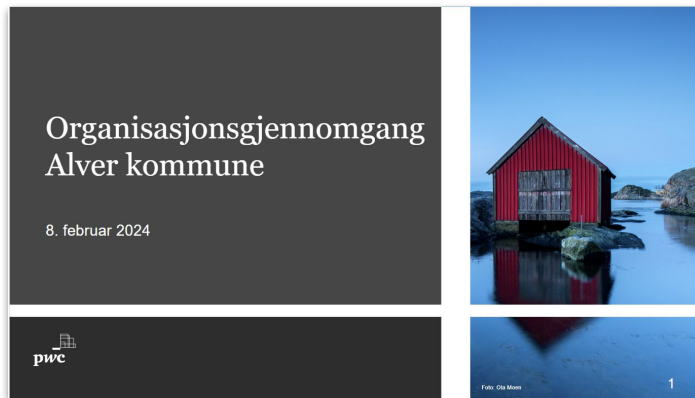 Organisasjonsgjennomgang
Alver kommune
8. februar 2024
pwc
Foto: Ola Moen
1